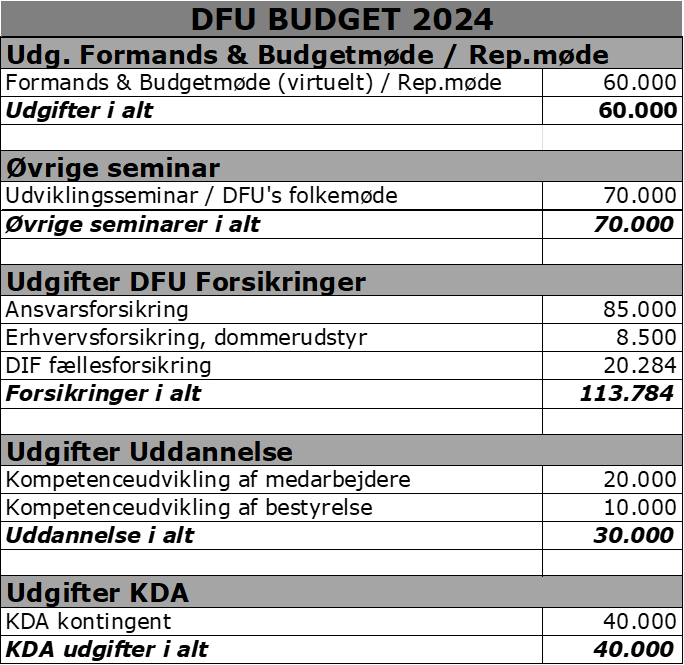 DFU BUDGET 2024
Udg. Formands & Budgetmøde / Rep.møde
Formands & Budgetmøde (virtuelt) / Rep.møde 60.000
Udgifter i alt 60.000
Øvrige seminar
Udviklingsseminar / DFU's folkemøde 70.000
Øvrige seminarer i alt 70.000
Udgifter DFU Forsikringer
Ansvarsforsikring 85.000
Erhvervsforsikring, dommerudstyr 8.500
DIF fællesforsikring 20.284
Forsikringer i alt 113.784
Udgifter Uddannelse
Kompetenceudvikling af medarbejdere 20.000
Kompetenceudvikling af bestyrelse 10.000
Uddannelse i alt 30.000
Udgifter KDA
KDA kontingent 40.000
KDA udgifter i alt 40.000